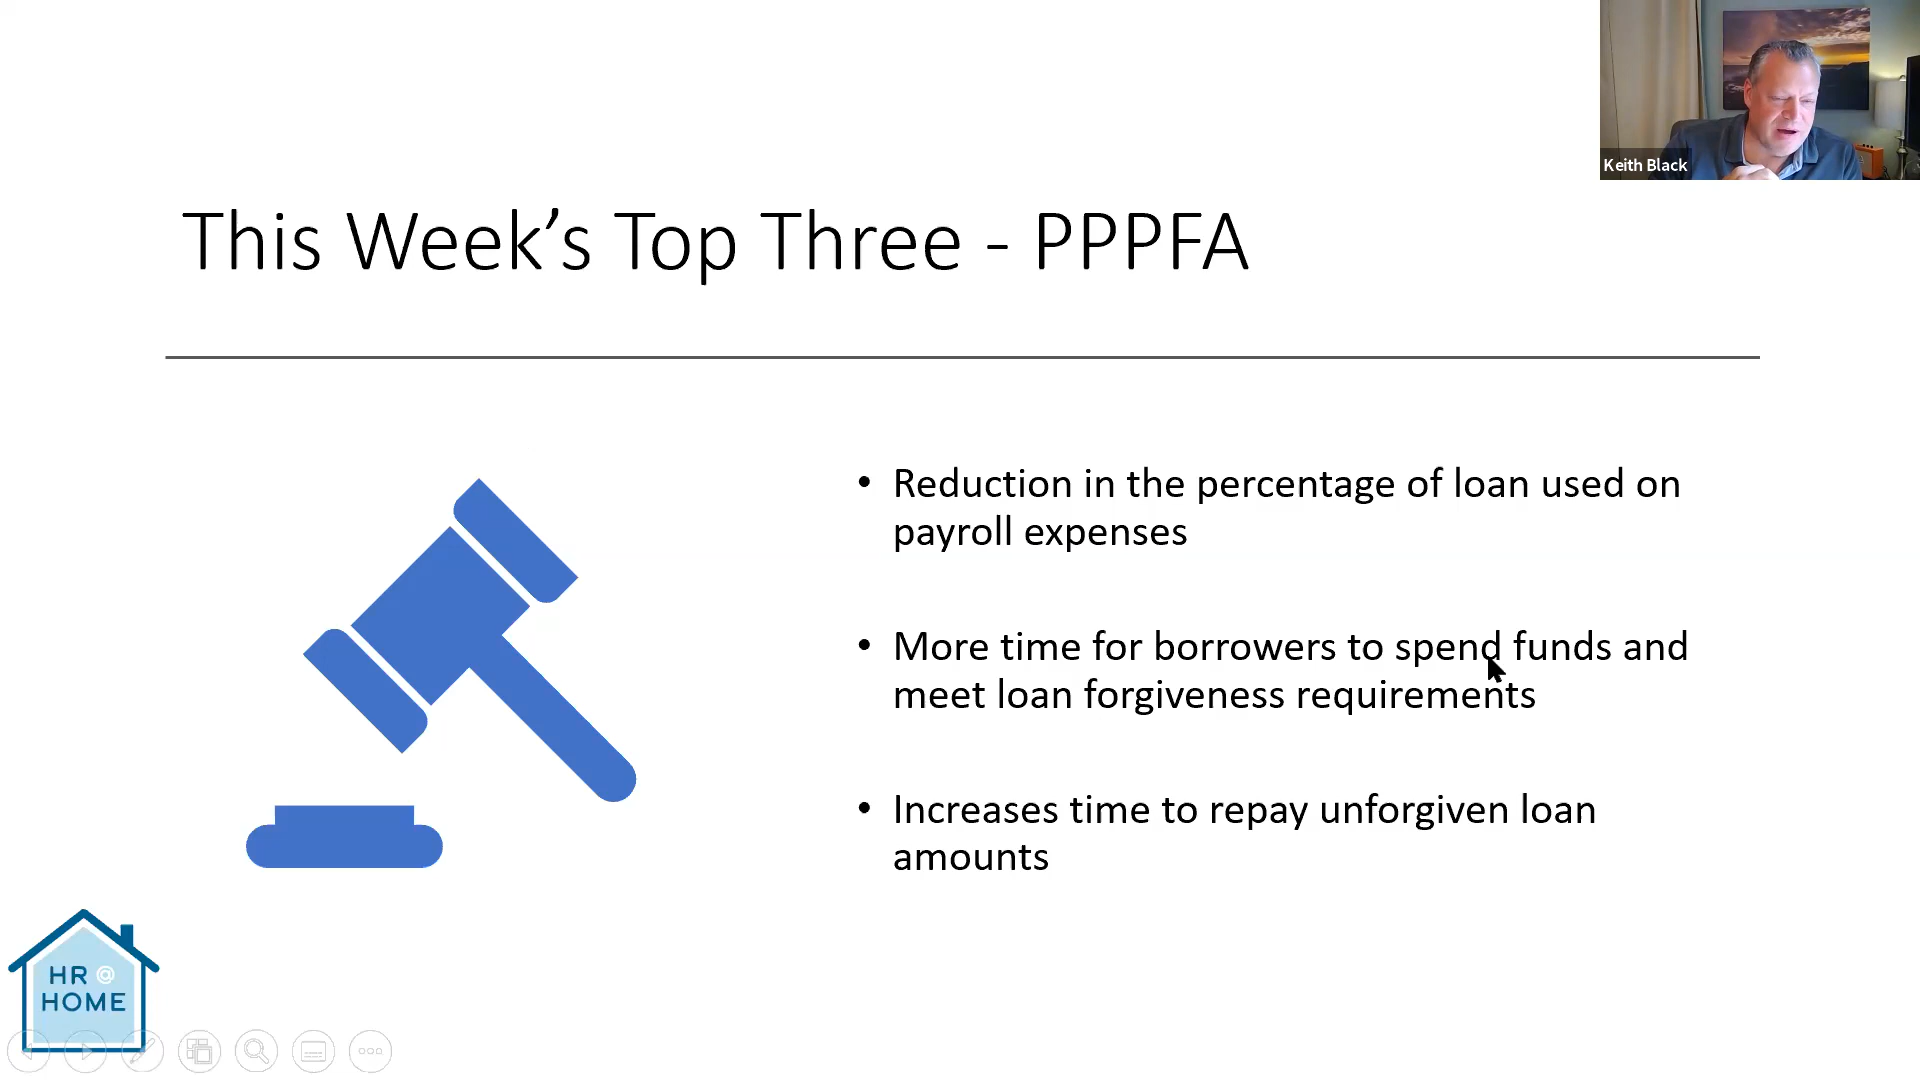 Keith Black
This Week’s Top Three - PPPFA
• Reduction in the percentage of loan used on
payroll expenses
• More time for borrowers to spend funds and
meet loan forgiveness requirements
• Increases time to repay unforgiven loan
amounts
HR @
HOME